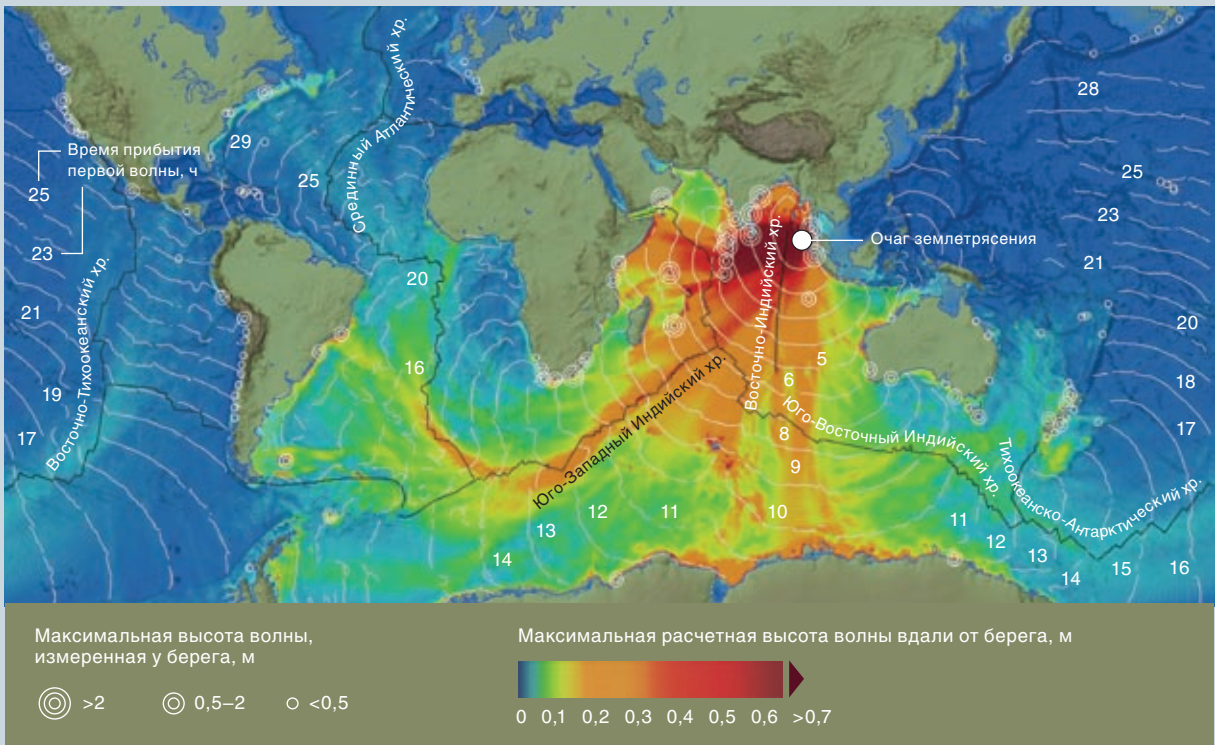 28
Срединный Атлантический хр.
29
Время прибытия
первой волны, ч
25
25
25
23
Очаг землетрясения
23
21
20
21
20
5
16
6
18
19
17
17
8
9
Восточно-Тихоокеанский хр.
Юго-Западный Индийский хр.
Восточно-Индийский хр.
Юго-Восточный Индийский хр.
Тихоокеанско-Антарктический хр.
12
11
10
11
13
12
14
13
14
15
16
Максимальная высота волны,
измеренная у берега, м
>2 0,5–2 <0,5
Максимальная расчетная высота волны вдали от берега, м
0 0,1 0,2 0,3 0,4 0,5 0,6 >0,7